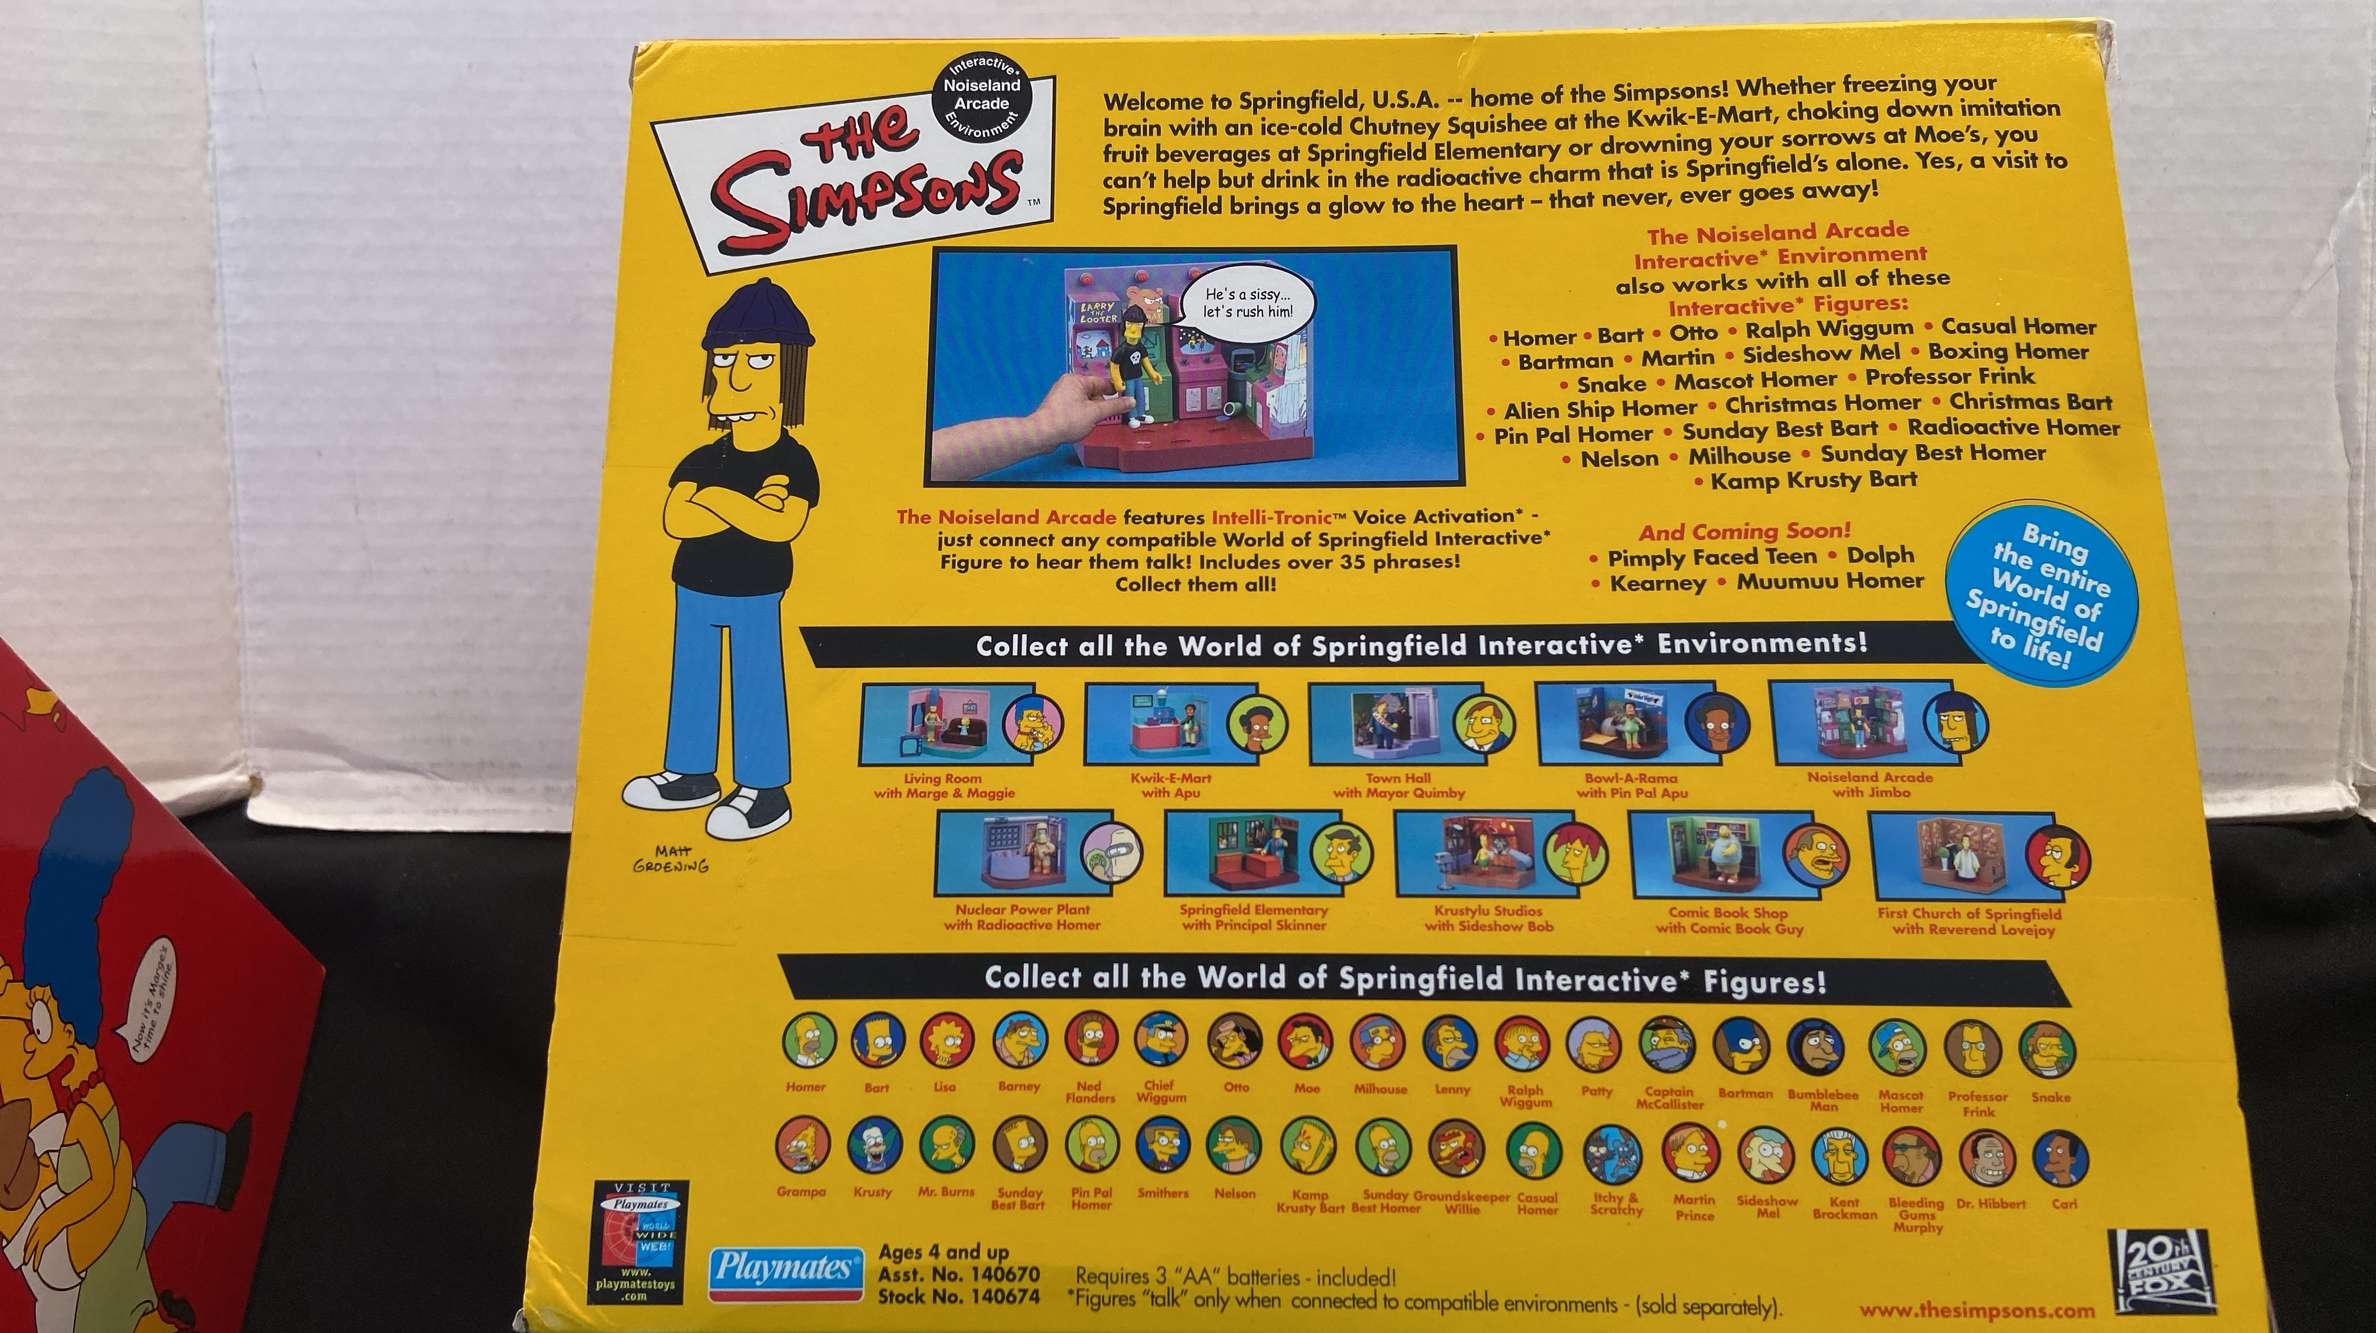 Interactive*
Noiseland
Arcade
Environment
THE
SIMPSONS ™
Welcome to Springfield, U.S.A. -- home of the Simpsons! Whether freezing your
brain with an ice-cold Chutney Squishee at the Kwik-E-Mart, choking down imitation
fruit beverages at Springfield Elementary or drowning your sorrows at Moe's, you
can't help but drink in the radioactive charm that is Springfield's alone. Yes, a visit to
Springfield brings a glow to the heart – that never, ever goes away!
LARRY
THE
LOOTER
He's a sissy...
let's rush him!
The Noiseland Arcade
Interactive* Environment
also works with all of these
Interactive* Figures:
• Homer • Bart • Otto • Ralph Wiggum • Casual Homer
• Bartman • Martin • Sideshow Mel • Boxing Homer
• Snake • Mascot Homer • Professor Frink
• Alien Ship Homer • Christmas Homer • Christmas Bart
• Pin Pal Homer • Sunday Best Bart • Radioactive Homer
• Nelson • Milhouse • Sunday Best Homer
• Kamp Krusty Bart
The Noiseland Arcade features Intelli-Tronic™ Voice Activation* -
just connect any compatible World of Springfield Interactive*
Figure to hear them talk! Includes over 35 phrases!
Collect them all!
And Coming Soon!
• Pimply Faced Teen • Dolph
• Kearney • Muumuu Homer
Bring
the entire
World of
Springfield
to life!
Collect all the World of Springfield Interactive* Environments!
Living Room
with Marge & Maggie
Kwik-E-Mart
with Apu
Town Hall
with Mayor Quimby
Bowl-A-Rama
with Pin Pal Apu
Noiseland Arcade
with Jimbo
MATT
GROENING
Nuclear Power Plant
with Radioactive Homer
Springfield Elementary
with Principal Skinner
Krustylu Studios
with Sideshow Bob
Comic Book Shop
with Comic Book Guy
First Church of Springfield
with Reverend Lovejoy
Now it's Marge's
time to shine.
Collect all the World of Springfield Interactive* Figures!
Homer
Bart
Lisa
Barney
Ned
Flanders
Chief
Wiggum
Otto
Moe
Milhouse
Lenny
Ralph
Wiggum
Patty
Captain
McCallister
Bartman
Bumblebee
Man
Mascot
Homer
Professor
Frink
Snake
Grampa
Krusty
Mr. Burns
Sunday
Best Bart
Pin Pal
Homer
Smithers
Nelson
Kamp
Krusty Bart
Sunday
Best Homer
Groundskeeper
Willie
Casual
Homer
Itchy &
Scratchy
Martin
Prince
Sideshow
Mel
Kent
Brockman
Bleeding
Gums
Murphy
Dr. Hibbert
Carl
VISIT
Playmates
WORLD
WIDE
WEB!
www.
playmatestoys
.com
Playmates®
Ages 4 and up
Asst. No. 140670
Stock No. 140674
Requires 3 "AA" batteries - included!
*Figures "talk" only when connected to compatible environments - (sold separately).
www.thesimpsons.com
20th
CENTURY
FOX